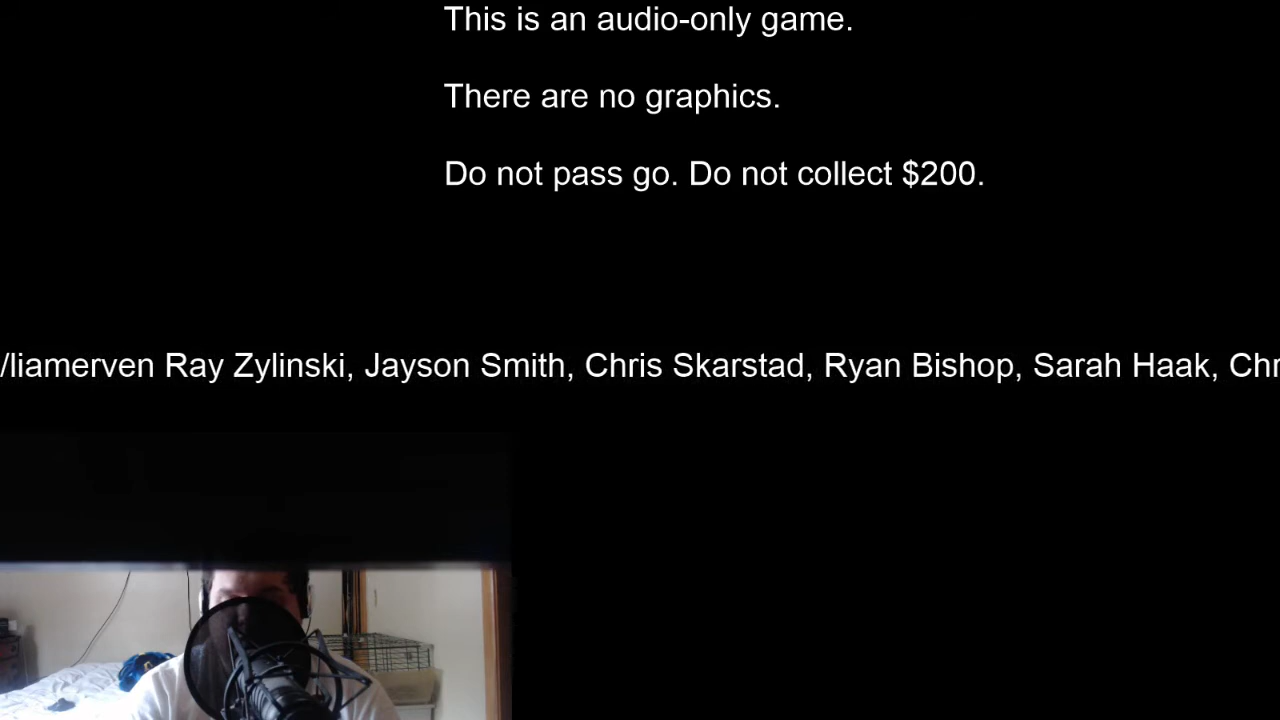 This is an audio-only game.
There are no graphics.
Do not pass go. Do not collect $200.
/liamerven Ray Zylinski, Jayson Smith, Chris Skarstad, Ryan Bishop, Sarah Haak, Chr